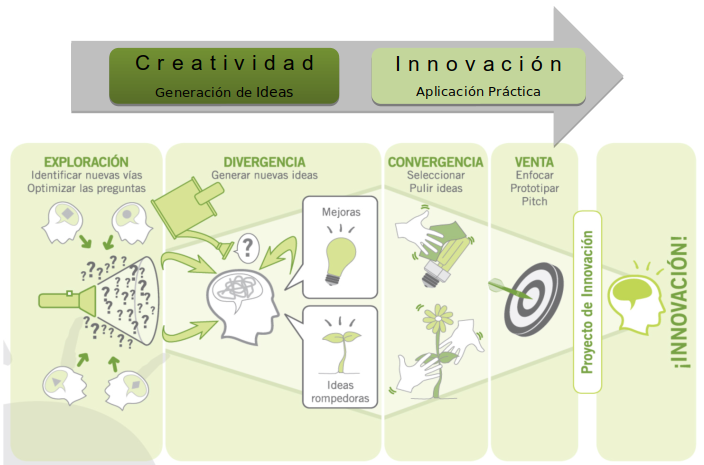 Creatividad
Generación de Ideas
Innovación
Aplicación Práctica
EXPLORACIÓN
Identificar nuevas vías
Optimizar las preguntas
DIVERGENCIA
Generar nuevas ideas
CONVERGENCIA
Seleccionar
Pulir ideas
VENTA
Enfocar
Prototipar
Pitch
Mejoras
Ideas
rompedoras
Proyecto de Innovación
¡INNOVACIÓN!